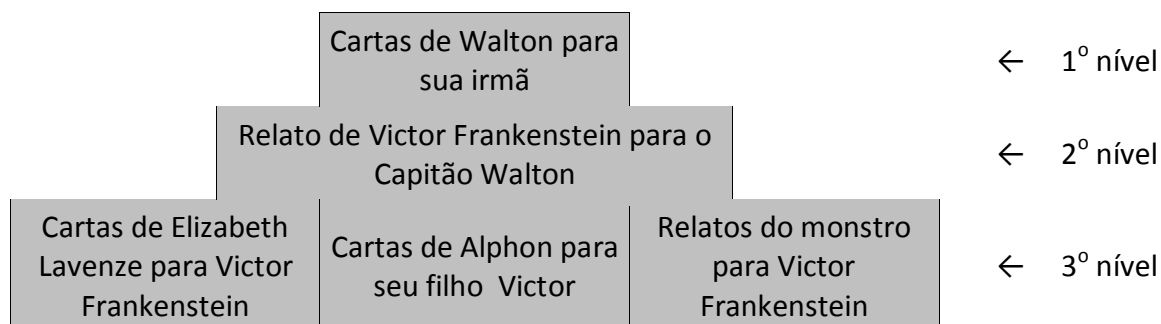 Cartas de Walton para
sua irmã
← 1º nível
Relato de Victor Frankenstein para o
Capitão Walton
← 2º nível
Cartas de Elizabeth
Lavenze para Victor
Frankenstein
Cartas de Alphon para
seu filho Victor
Relatos do monstro
para Victor
Frankenstein
← 3º nível